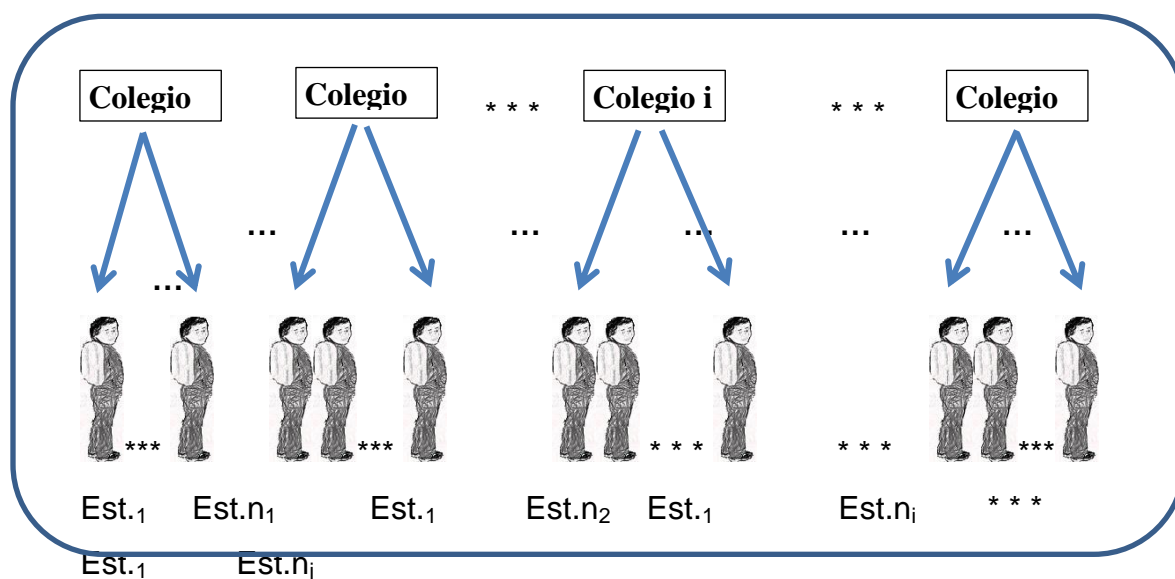 Colegio Colegio * * * Colegio i * * * Colegio
... ... ... ... ...
...
*** *** * * * * * * ***
Est.₁ Est.n₁ Est.₁ Est.n₂ Est.₁ Est.nᵢ * * *
Est.₁ Est.nⱼ